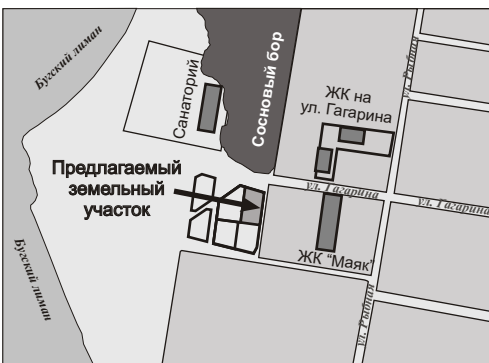 Бугский лиман
Санаторий
Сосновый бор
ул. Рыбная
ЖК на
ул. Гагарина
Предлагаемый
земельный
участок
ул. Гагарина
ул. Гагарина
ЖК "Маяк"
Бугский лиман
ул. Рыбная